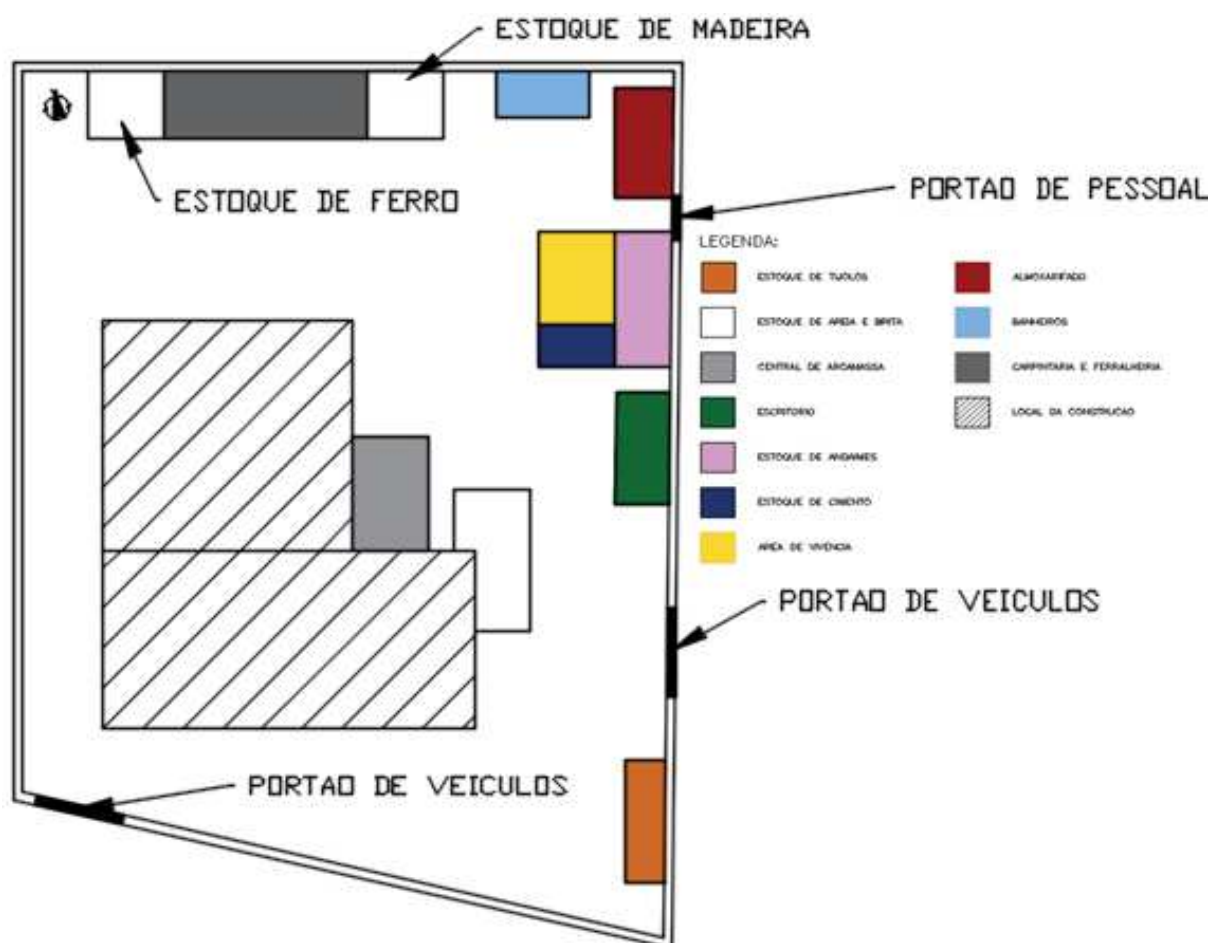 ESTOQUE DE MADEIRA
ESTOQUE DE FERRO
PORTAO DE PESSOAL
LEGENDA:
ESTOQUE DE TIJOLOS
ESTOQUE DE AREIA E BRITA
CENTRAL DE ARGAMASSA
ESCRITORIO
ESTOQUE DE ANDAIMES
ESTOQUE DE CIMENTO
AREA DE VIVÊNCIA
ALMOXARIFADO
BANHEIROS
CARPINTARIA E FERRALHERIA
LOCAL DA CONSTRUCAO
PORTAO DE VEICULOS
PORTAO DE VEICULOS